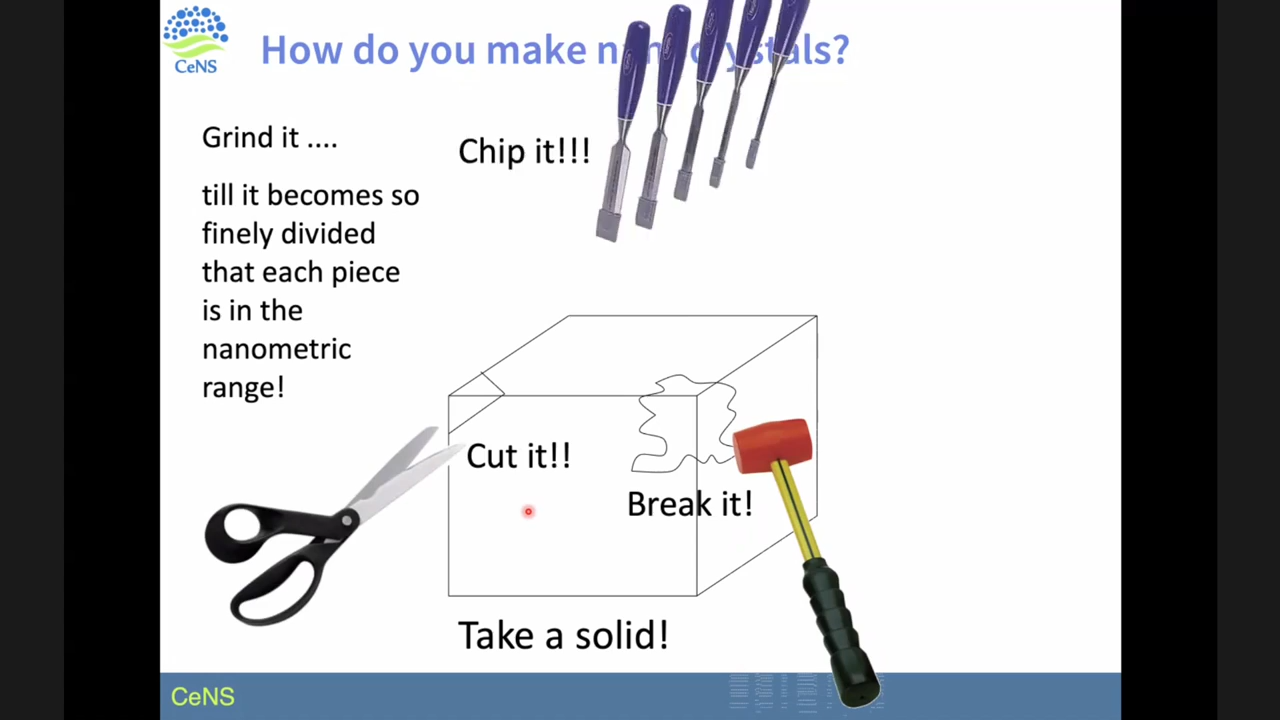 CeNS
How do you make nanocrystals?
Grind it ....
till it becomes so
finely divided
that each piece
is in the
nanometric
range!
Chip it!!!
Cut it!!
Break it!
Take a solid!
CeNS